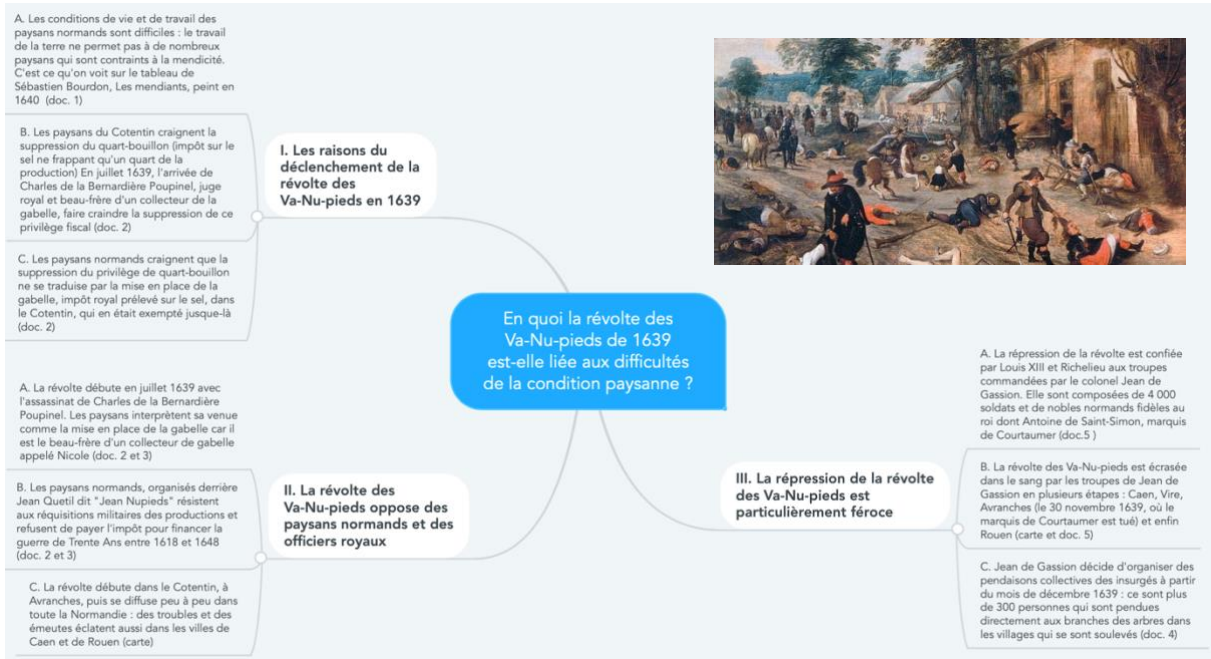 A. Les conditions de vie et de travail des
paysans normands sont difficiles : le travail
de la terre ne permet pas à de nombreux
paysans qui sont contraints à la mendicité.
C'est ce qu'on voit sur le tableau de
Sébastien Bourdon, Les mendiants, peint en
1640 (doc. 1)
B. Les paysans du Cotentin craignent la
suppression du quart-bouillon (impôt sur le
sel ne frappant qu'un quart de la
production) En juillet 1639, l'arrivée de
Charles de la Bernardière Poupinel, juge
royal et beau-frère d'un collecteur de la
gabelle, faire craindre la suppression de ce
privilège fiscal (doc. 2)
C. Les paysans normands craignent que la
suppression du privilège de quart-bouillon
ne se traduise par la mise en place de la
gabelle, impôt royal prélevé sur le sel, dans
le Cotentin, qui en était exempté jusque-là
(doc. 2)
I. Les raisons du
déclenchement de la
révolte des
Va-Nu-pieds en 1639
En quoi la révolte des
Va-Nu-pieds de 1639
est-elle liée aux difficultés
de la condition paysanne ?
A. La révolte débute en juillet 1639 avec
l'assassinat de Charles de la Bernardière
Poupinel. Les paysans interprètent sa venue
comme la mise en place de la gabelle car il
est le beau-frère d'un collecteur de gabelle
appelé Nicole (doc. 2 et 3)
B. Les paysans normands, organisés derrière
Jean Quetil dit "Jean Nupieds" résistent
aux réquisitions militaires des productions et
refusent de payer l'impôt pour financer la
guerre de Trente Ans entre 1618 et 1648
(doc. 2 et 3)
C. La révolte débute dans le Cotentin, à
Avranches, puis se diffuse peu à peu dans
toute la Normandie : des troubles et des
émeutes éclatent aussi dans les villes de
Caen et de Rouen (carte)
II. La révolte des
Va-Nu-pieds oppose des
paysans normands et des
officiers royaux
III. La répression de la révolte
des Va-Nu-pieds est
particulièrement féroce
A. La répression de la révolte est confiée
par Louis XIII et Richelieu aux troupes
commandées par le colonel Jean de
Gassion. Elle sont composées de 4 000
soldats et de nobles normands fidèles au
roi dont Antoine de Saint-Simon, marquis
de Courtaumer (doc.5 )
B. La révolte des Va-Nu-pieds est écrasée
dans le sang par les troupes de Jean de
Gassion en plusieurs étapes : Caen, Vire,
Avranches (le 30 novembre 1639, où le
marquis de Courtaumer est tué) et enfin
Rouen (carte et doc. 5)
C. Jean de Gassion décide d'organiser des
pendaisons collectives des insurgés à partir
du mois de décembre 1639 : ce sont plus
de 300 personnes qui sont pendues
directement aux branches des arbres dans
les villages qui se sont soulevés (doc. 4)